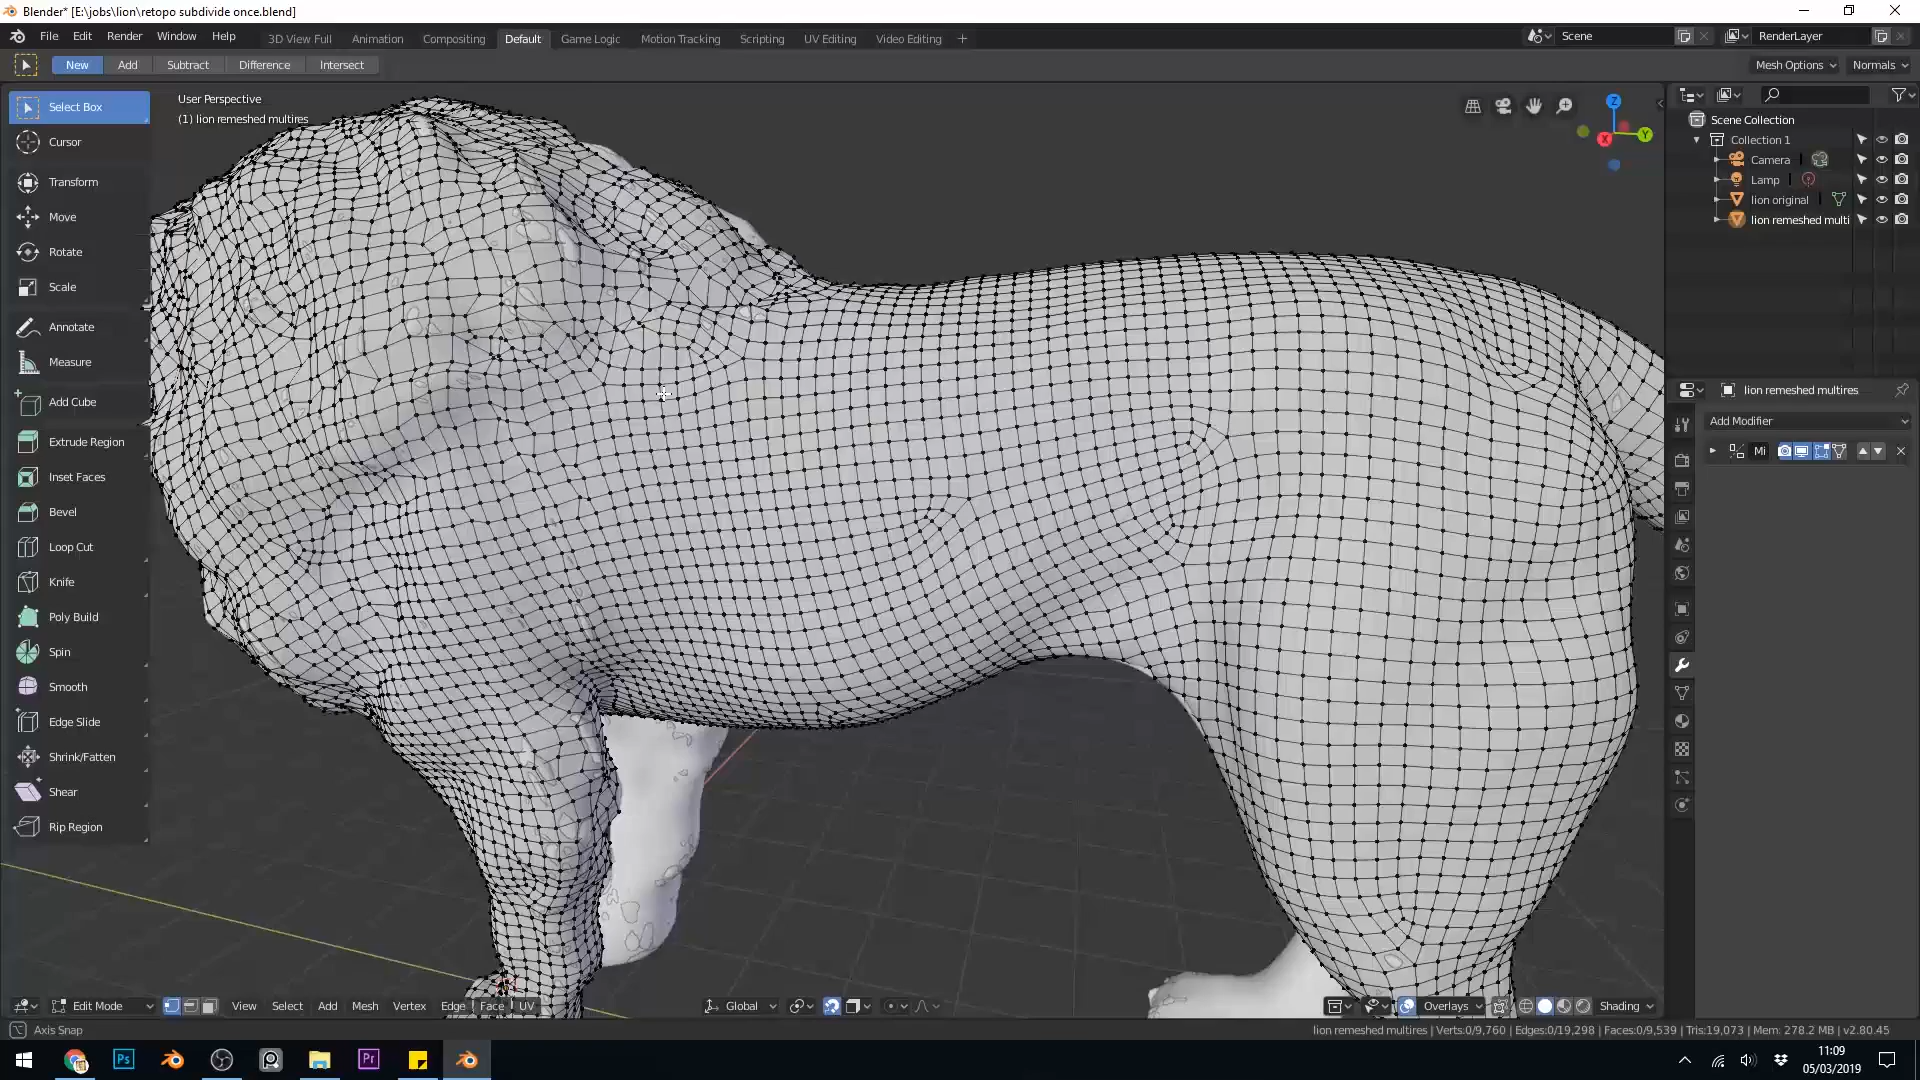 Blender* [E:\jobs\lion\retopo subdivide once.blend]
File Edit Render Window Help 3D View Full Animation Compositing Default Game Logic Motion Tracking Scripting UV Editing Video Editing + Scene RenderLayer
New Add Subtract Difference Intersect Mesh Options Normals
User Perspective
(1) lion remeshed multires
Select Box
Cursor
Transform
Move
Rotate
Scale
Annotate
Measure
Add Cube
Extrude Region
Inset Faces
Bevel
Loop Cut
Knife
Poly Build
Spin
Smooth
Edge Slide
Shrink/Fatten
Shear
Rip Region
Z
Y
X
Scene Collection
Collection 1
Camera
Lamp
lion original
lion remeshed multi
lion remeshed multires
Add Modifier
Mi
Edit Mode View Select Add Mesh Vertex Edge Face UV Global Overlays Shading
Axis Snap
lion remeshed multires | Verts:0/9,760 | Edges:0/19,298 | Faces:0/9,539 | Tris:19,073 | Mem: 278.2 MB | v2.80.45
Ps
Pr
11:09
05/03/2019